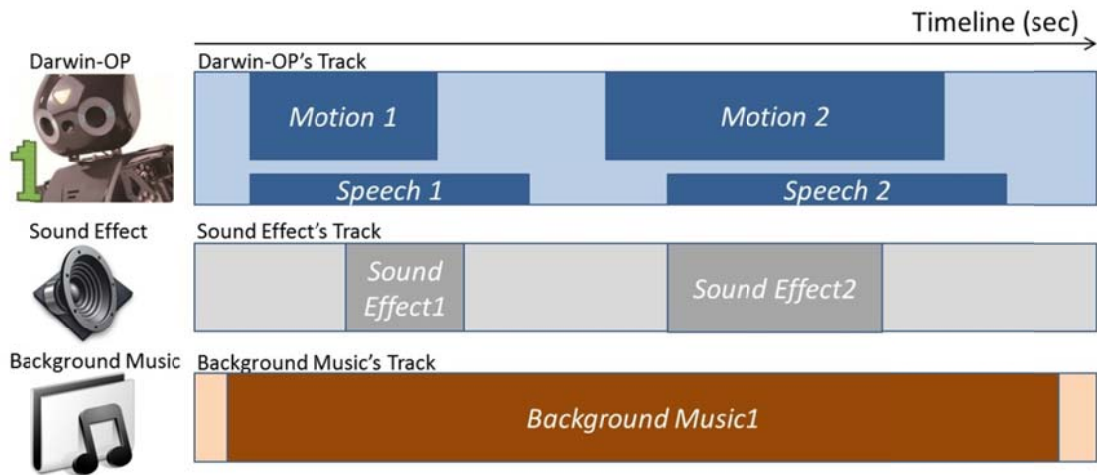 Timeline (sec)
Darwin-OP
Darwin-OP's Track
1
Motion 1
Motion 2
Speech 1
Speech 2
Sound Effect
Sound Effect's Track
Sound
Effect1
Sound Effect2
Background Music
Background Music's Track
Background Music1